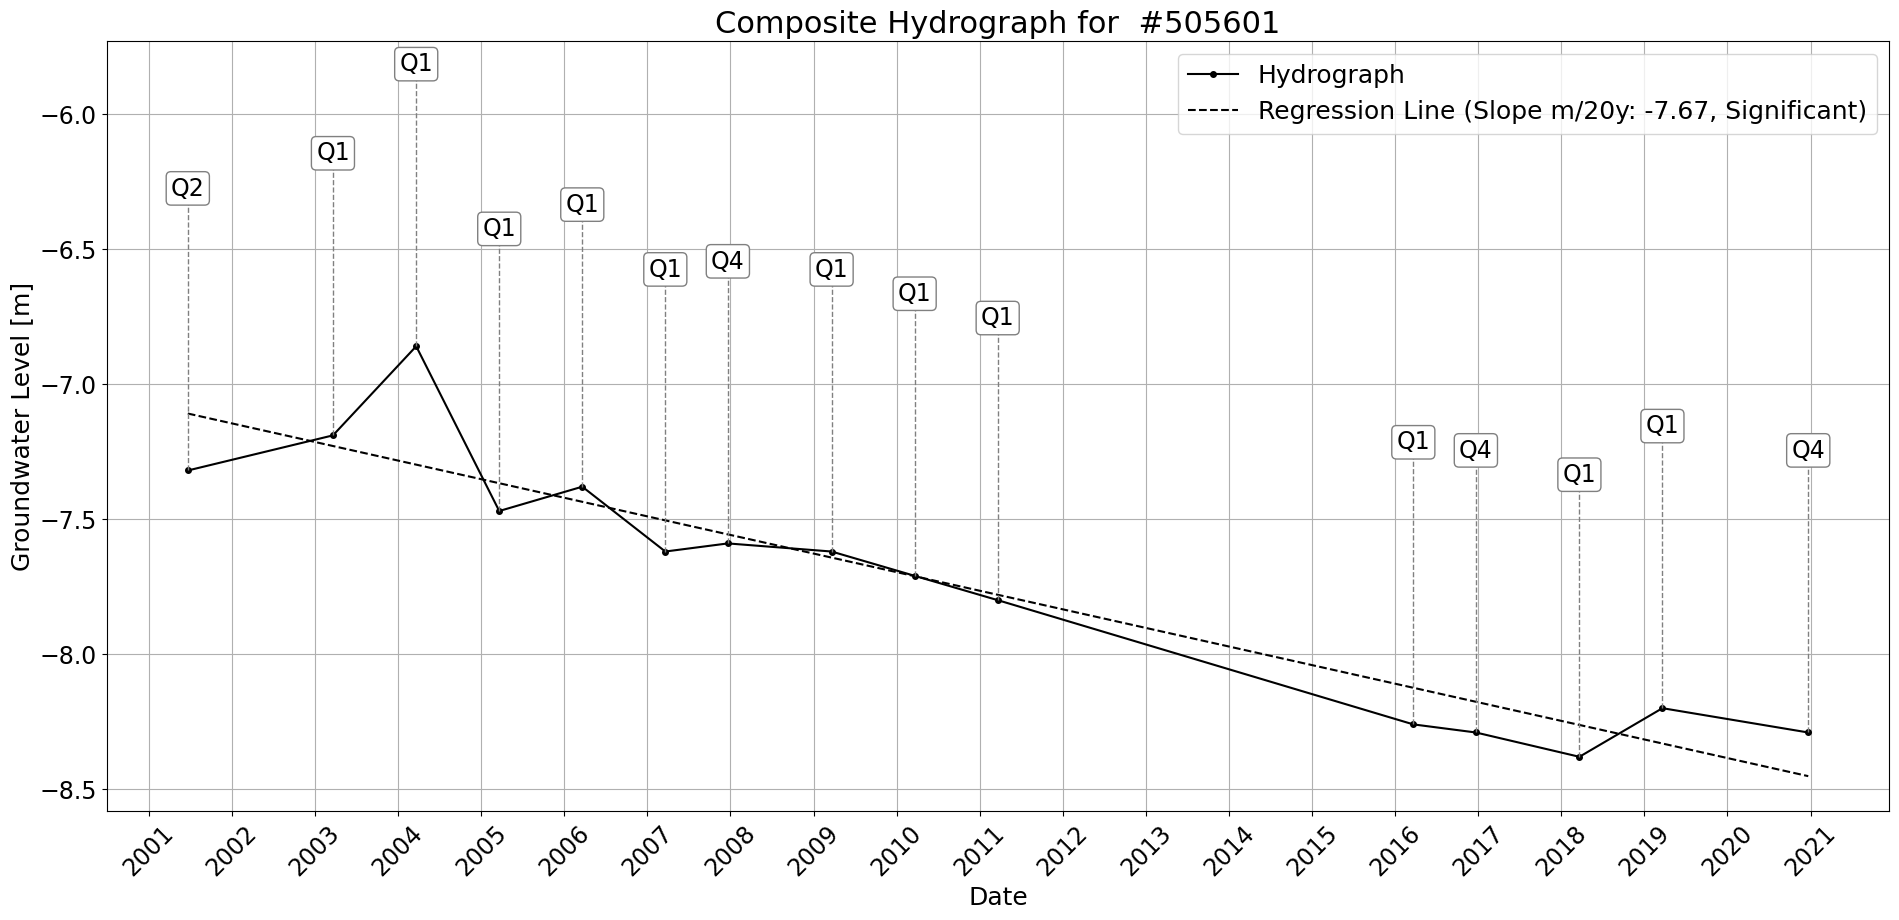 Composite Hydrograph for  #505601
Hydrograph
Regression Line (Slope m/20y: -7.67, Significant)
Groundwater Level [m]
−6.0
−6.5
−7.0
−7.5
−8.0
−8.5
Q2
Q1
Q1
Q1
Q1
Q1
Q4
Q1
Q1
Q1
Q1
Q4
Q1
Q1
Q4
2001
2002
2003
2004
2005
2006
2007
2008
2009
2010
2011
2012
2013
2014
2015
2016
2017
2018
2019
2020
2021
Date